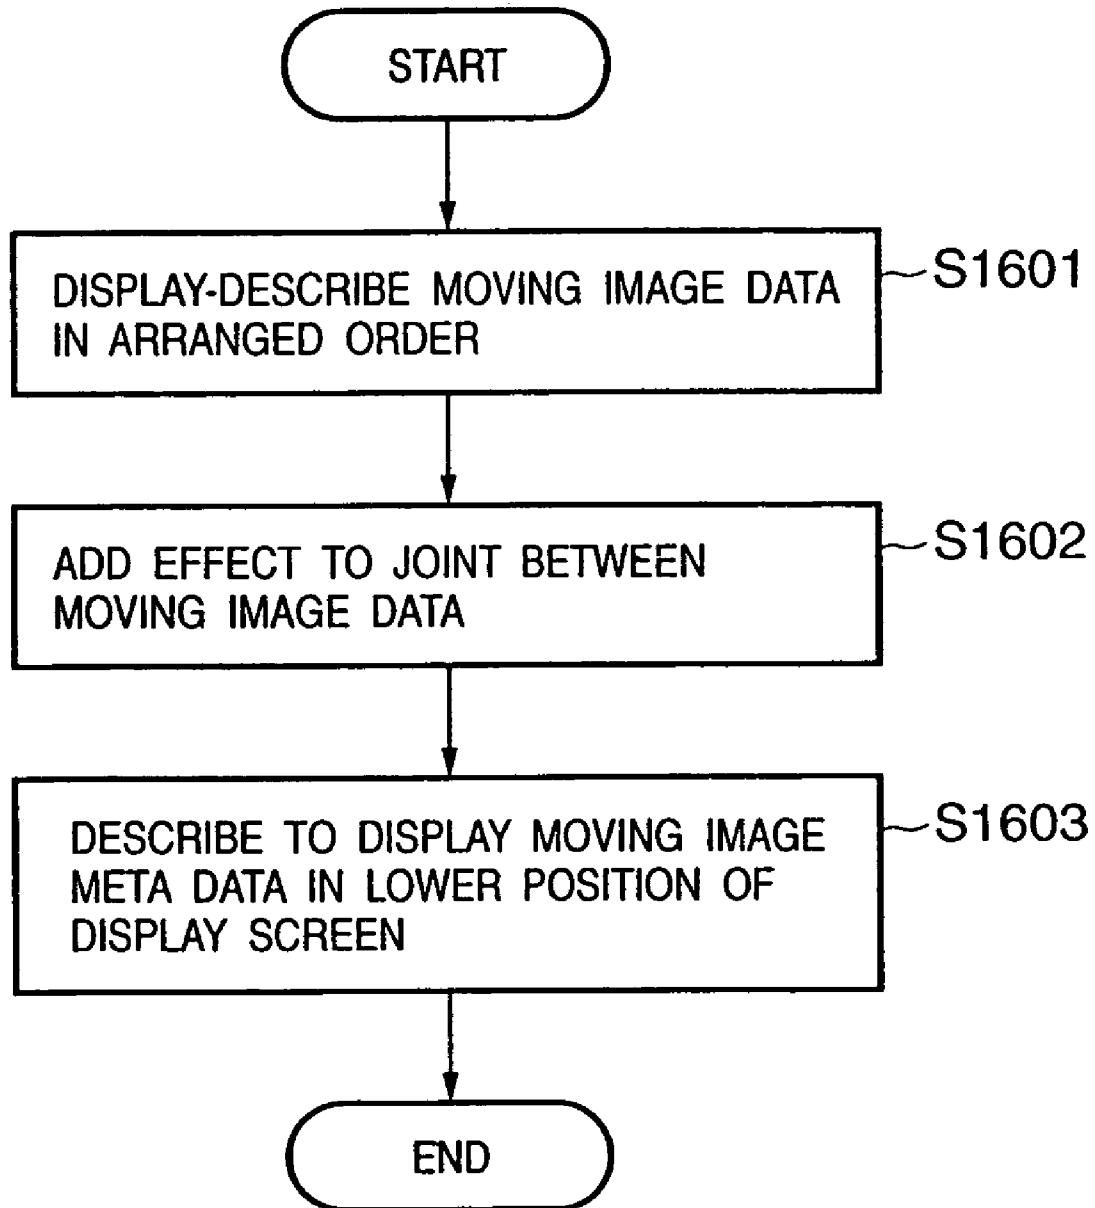 START
DISPLAY-DESCRIBE MOVING IMAGE DATA
IN ARRANGED ORDER
S1601
ADD EFFECT TO JOINT BETWEEN
MOVING IMAGE DATA
S1602
DESCRIBE TO DISPLAY MOVING IMAGE
META DATA IN LOWER POSITION OF
DISPLAY SCREEN
S1603
END